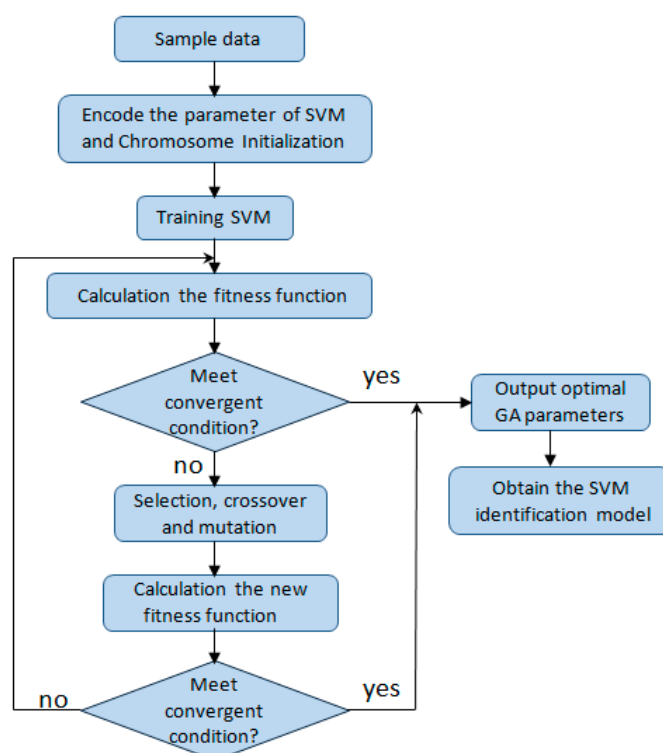 Sample data
Encode the parameter of SVM
and Chromosome Initialization
Training SVM
Calculation the fitness function
Meet
convergent
condition?
yes
Output optimal
GA parameters
no
Selection, crossover
and mutation
Obtain the SVM
identification model
Calculation the new
fitness function
Meet
convergent
condition?
no
yes